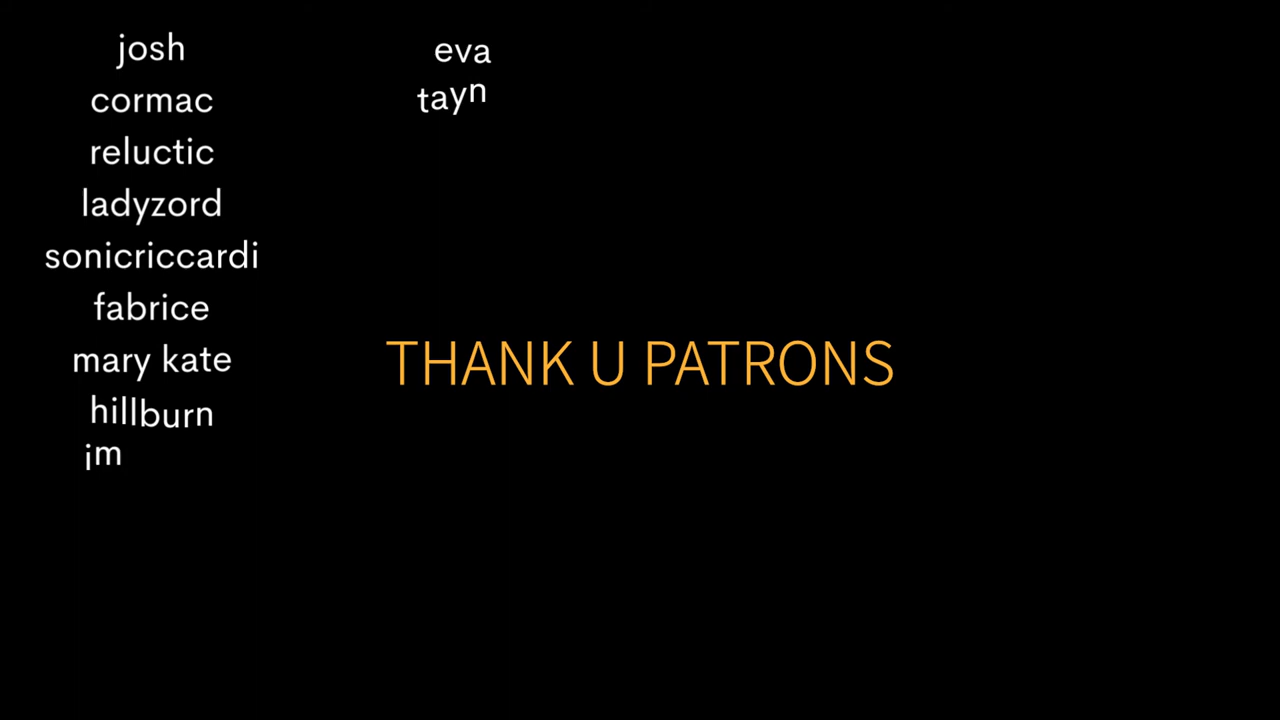 josh
cormac
reluctic
ladyzord
sonicriccardi
fabrice
mary kate
hillburn
eva
tayn
THANK U PATRONS